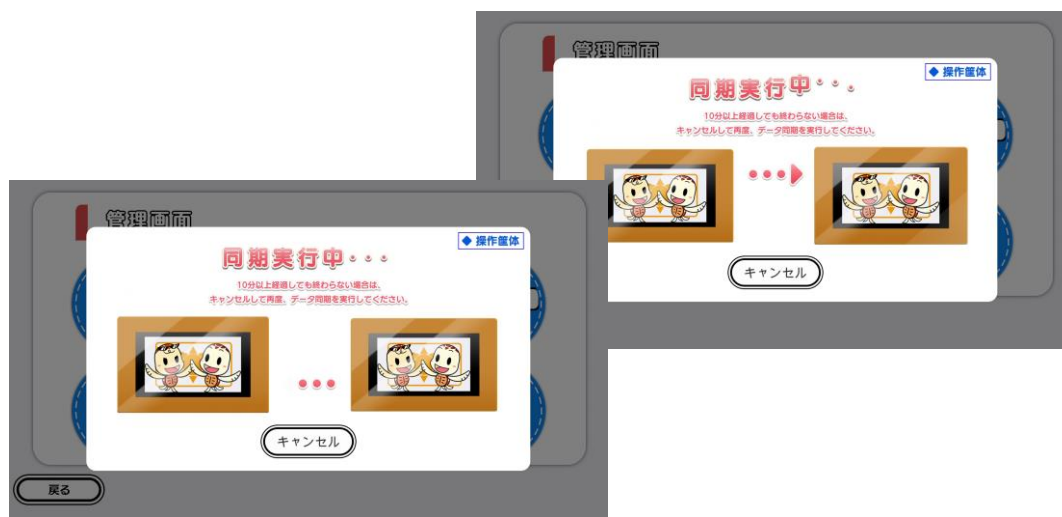 管理画面
◆ 操作筐体
同期実行中・・・
10分以上経過しても終わらない場合は、
キャンセルして再度、データ同期を実行してください。
キャンセル
管理画面
◆ 操作筐体
同期実行中・・・
10分以上経過しても終わらない場合は、
キャンセルして再度、データ同期を実行してください。
キャンセル
戻る